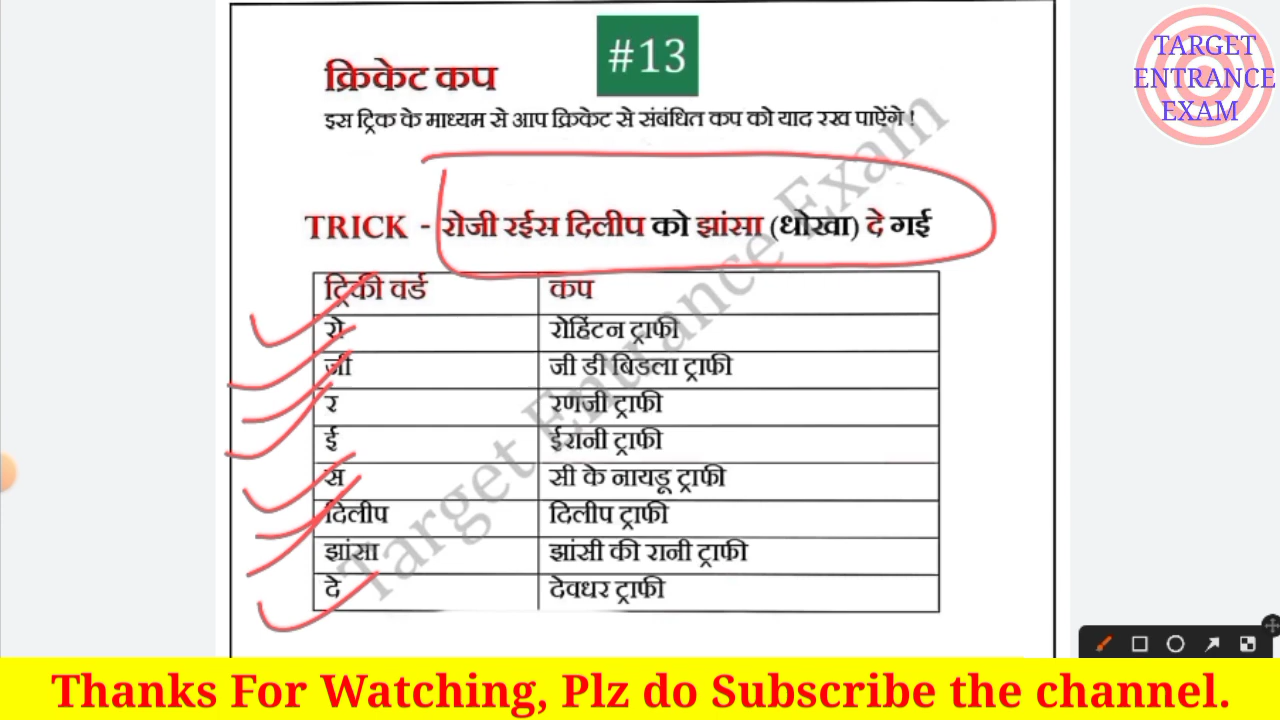 #13
TARGET
ENTRANCE
EXAM
क्रिकेट कप
इस ट्रिक के माध्यम से आप क्रिकेट से संबंधित कप को याद रख पाऐंगे !
TRICK - रोजी रईस दिलीप को झांसा (धोखा) दे गई
ट्रिकी वर्ड कप
रो रोहिंटन ट्राफी
जी जी डी बिडला ट्राफी
र रणजी ट्राफी
ई ईरानी ट्राफी
स सी के नायडू ट्राफी
दिलीप दिलीप ट्राफी
झांसा झांसी की रानी ट्राफी
दे देवधर ट्राफी
Target Entrance Exam
Thanks For Watching, Plz do Subscribe the channel.